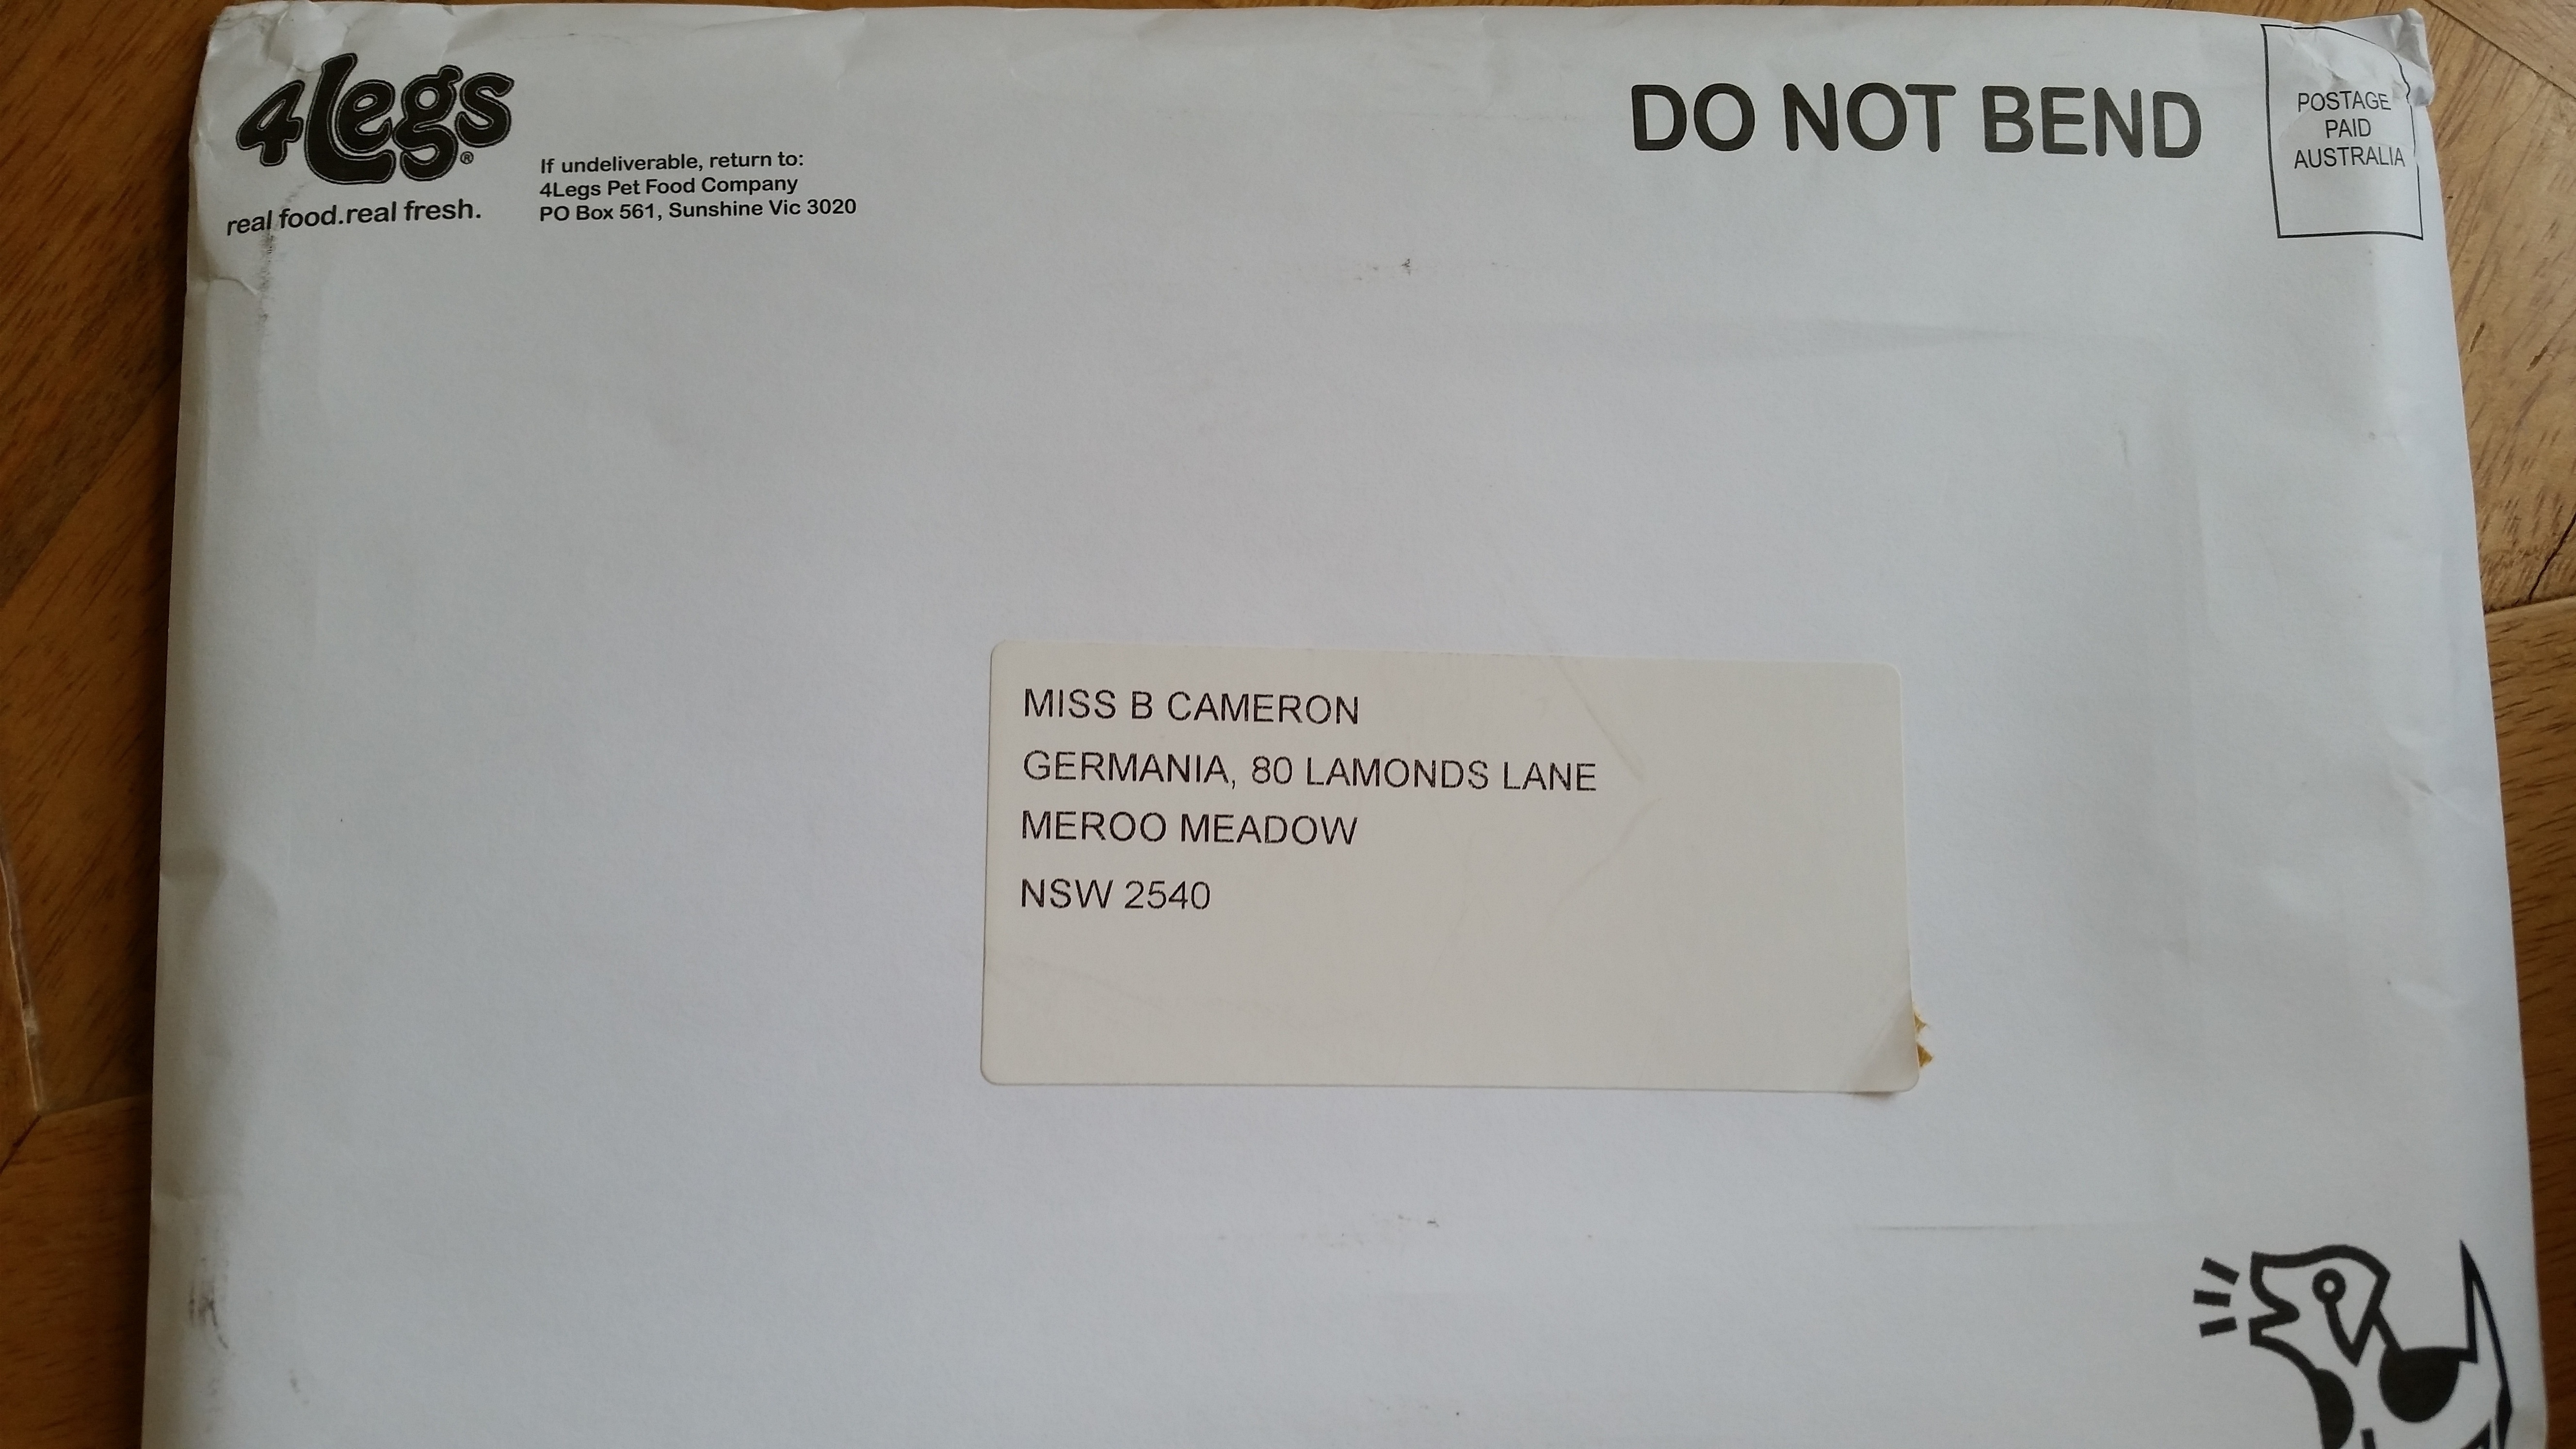 4Legs®
real food.real fresh.
If undeliverable, return to:
4Legs Pet Food Company
PO Box 561, Sunshine Vic 3020
DO NOT BEND
POSTAGE
PAID
AUSTRALIA
MISS B CAMERON
GERMANIA, 80 LAMONDS LANE
MEROO MEADOW
NSW 2540